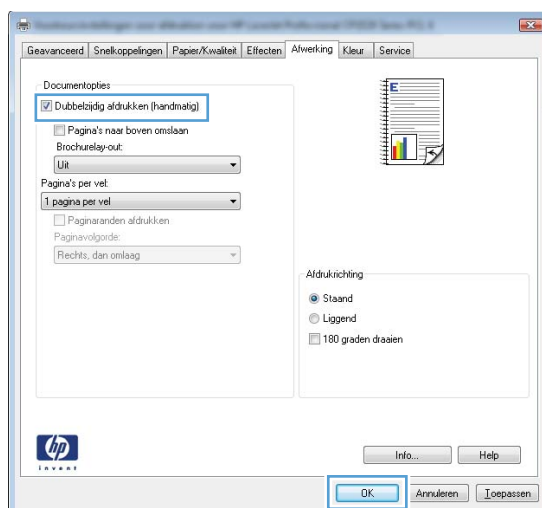 Geavanceerd Snelkoppelingen Papier/Kwaliteit Effecten Afwerking Kleur Service
Documentopties
Dubbelzijdig afdrukken (handmatig)
Pagina's naar boven omslaan
Brochurelay-out:
Uit
Pagina's per vel:
1 pagina per vel
Paginaranden afdrukken
Paginavolgorde:
Rechts, dan omlaag
E
Afdrukrichting
Staand
Liggend
180 graden draaien
hp
invent
Info... Help
OK Annuleren Toepassen